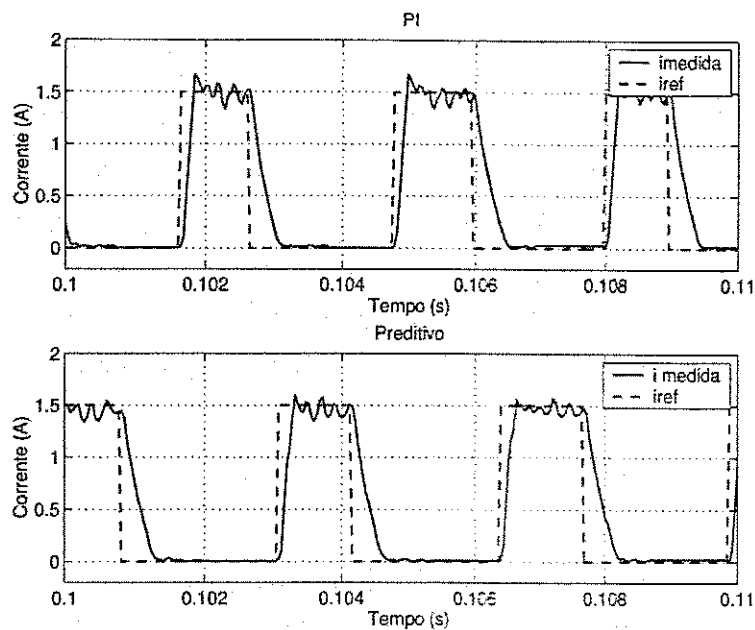 PI
2
1.5
1
0.5
0
Corrente (A)
imedida
iref
0.1
0.102
0.104
0.106
0.108
0.11
Tempo (s)
Preditivo
2
1.5
1
0.5
0
Corrente (A)
i medida
iref
0.1
0.102
0.104
0.106
0.108
0.11
Tempo (s)